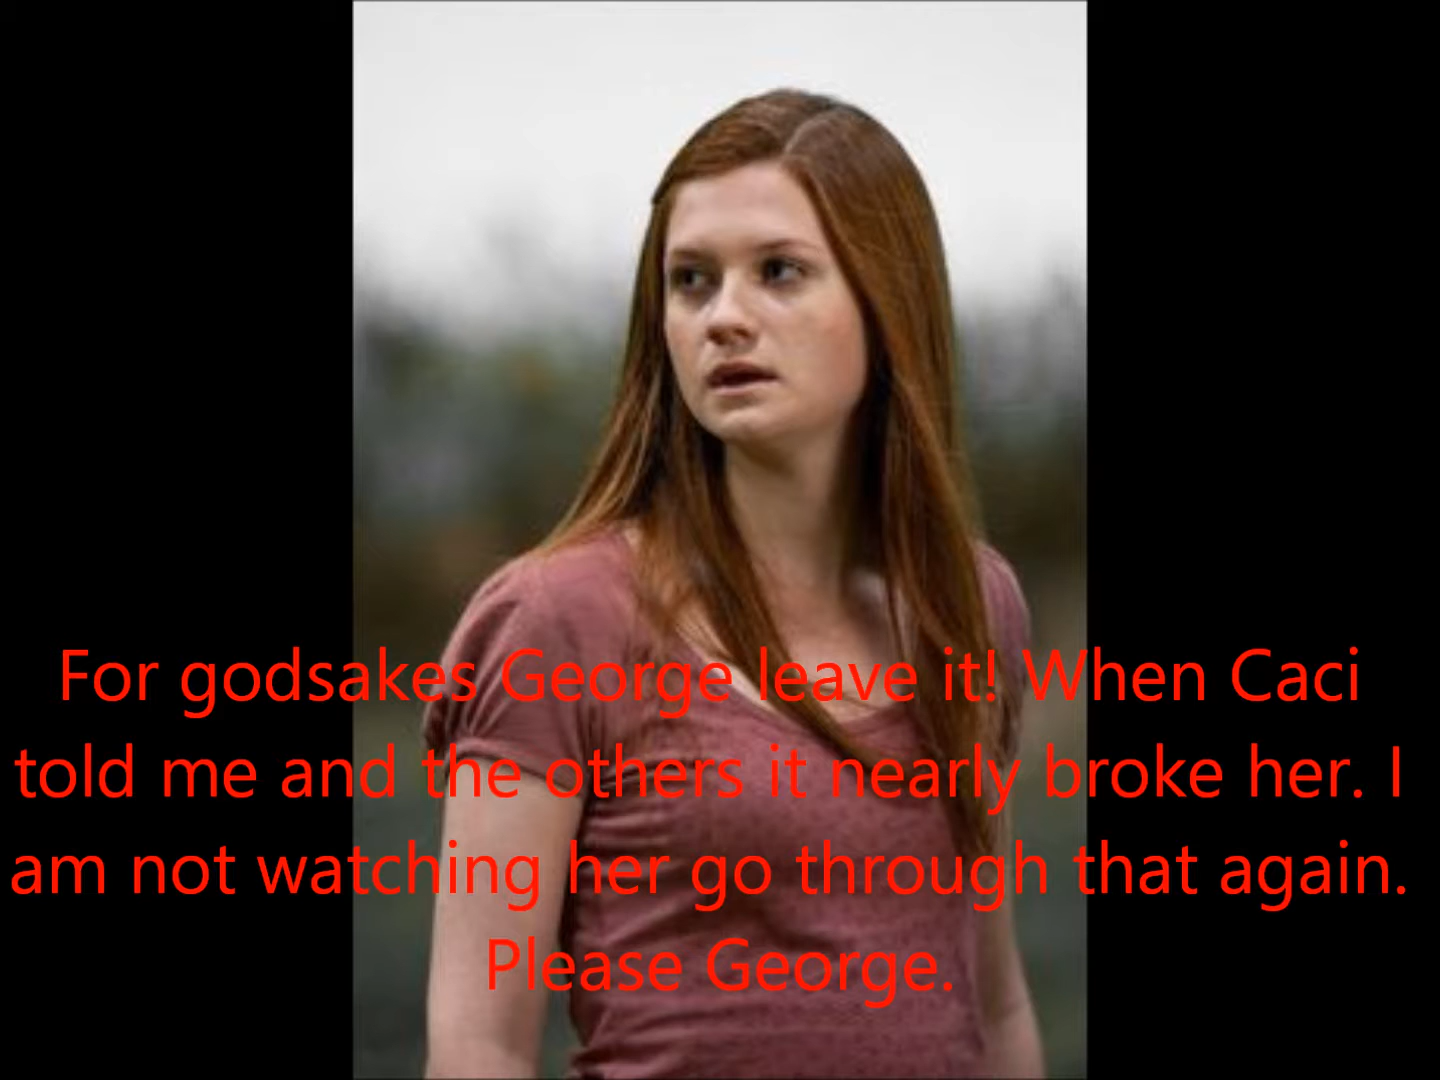 For godsakes George leave it! When Caci
told me and the others it nearly broke her. I
am not watching her go through that again.
Please George.